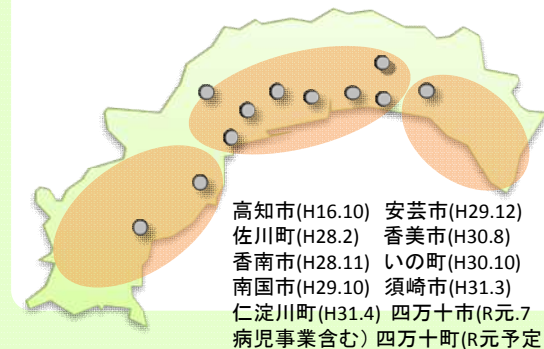 高知市(H16.10) 安芸市(H29.12)
佐川町(H28.2) 香美市(H30.8)
香南市(H28.11) いの町(H30.10)
南国市(H29.10) 須崎市(H31.3)
仁淀川町(H31.4) 四万十市(R元.7
病児事業含む) 四万十町(R元予定